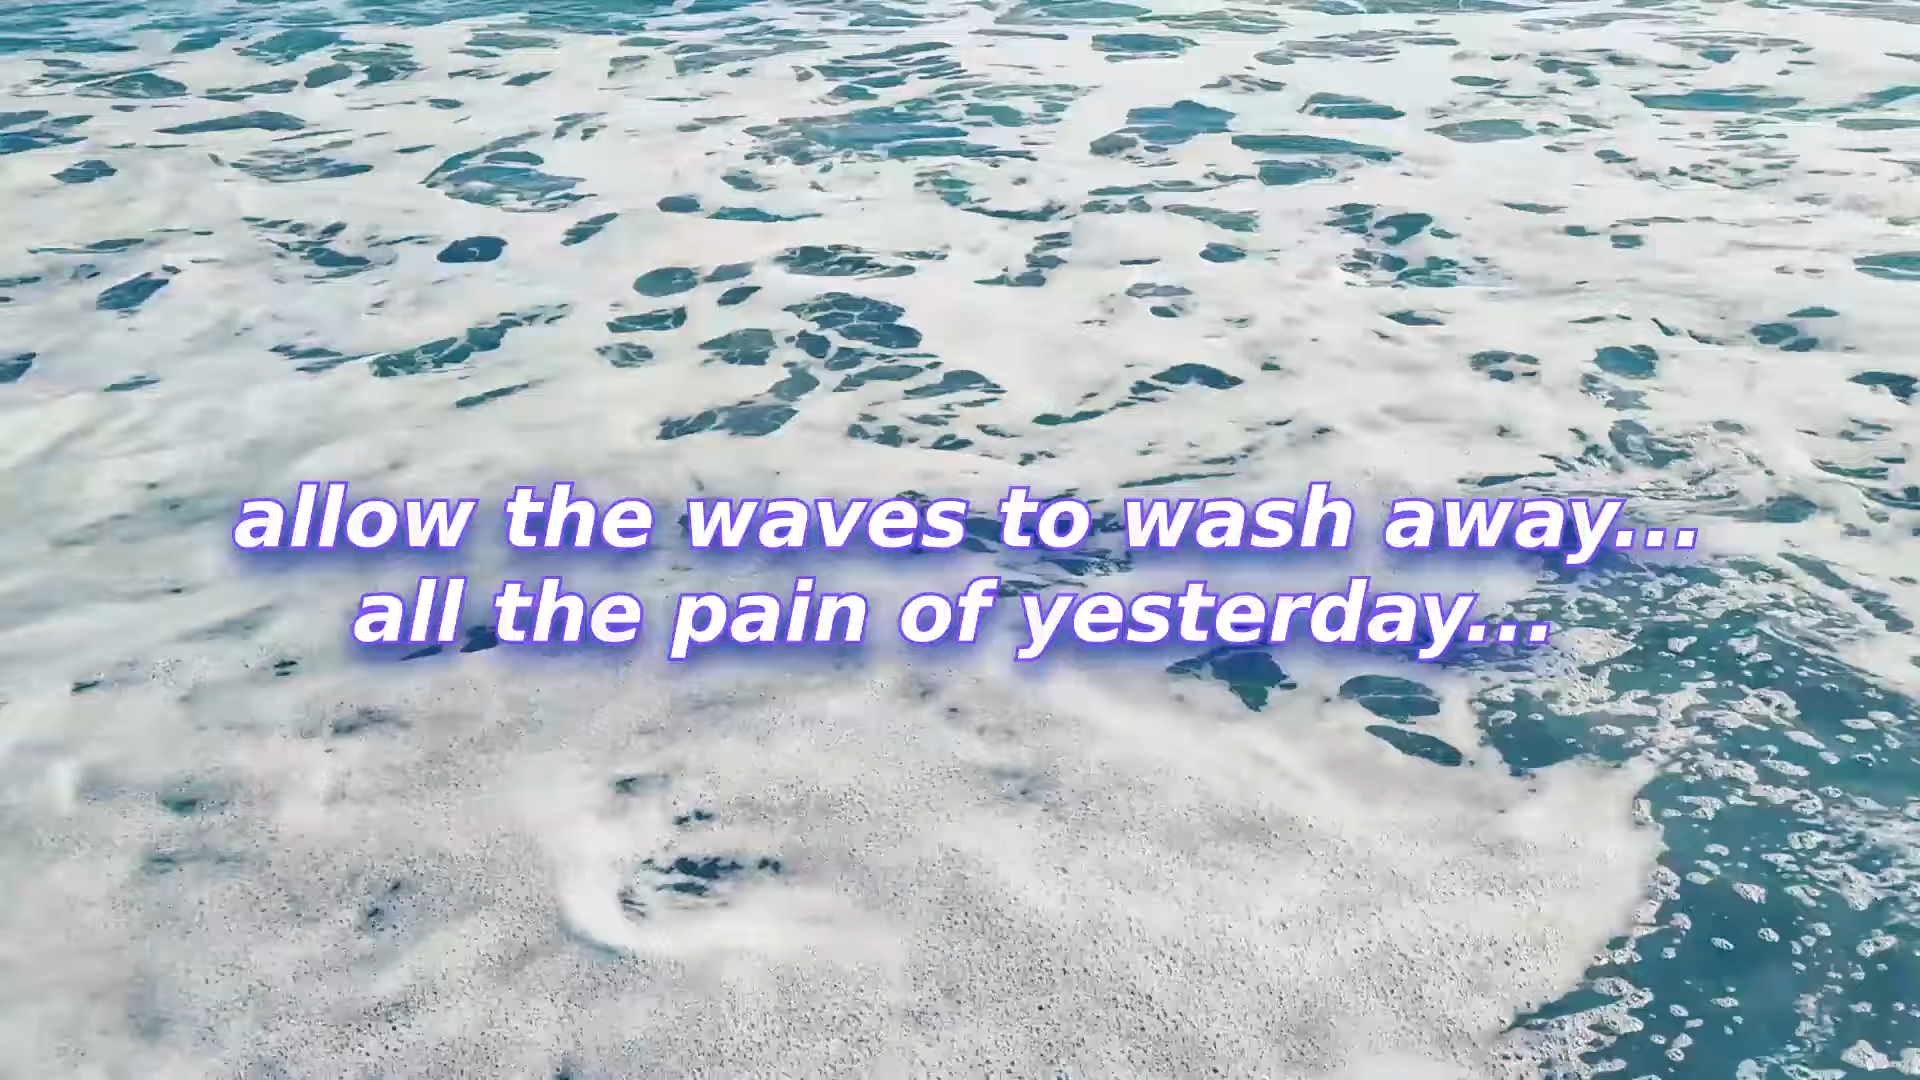 allow the waves to wash away...
all the pain of yesterday...